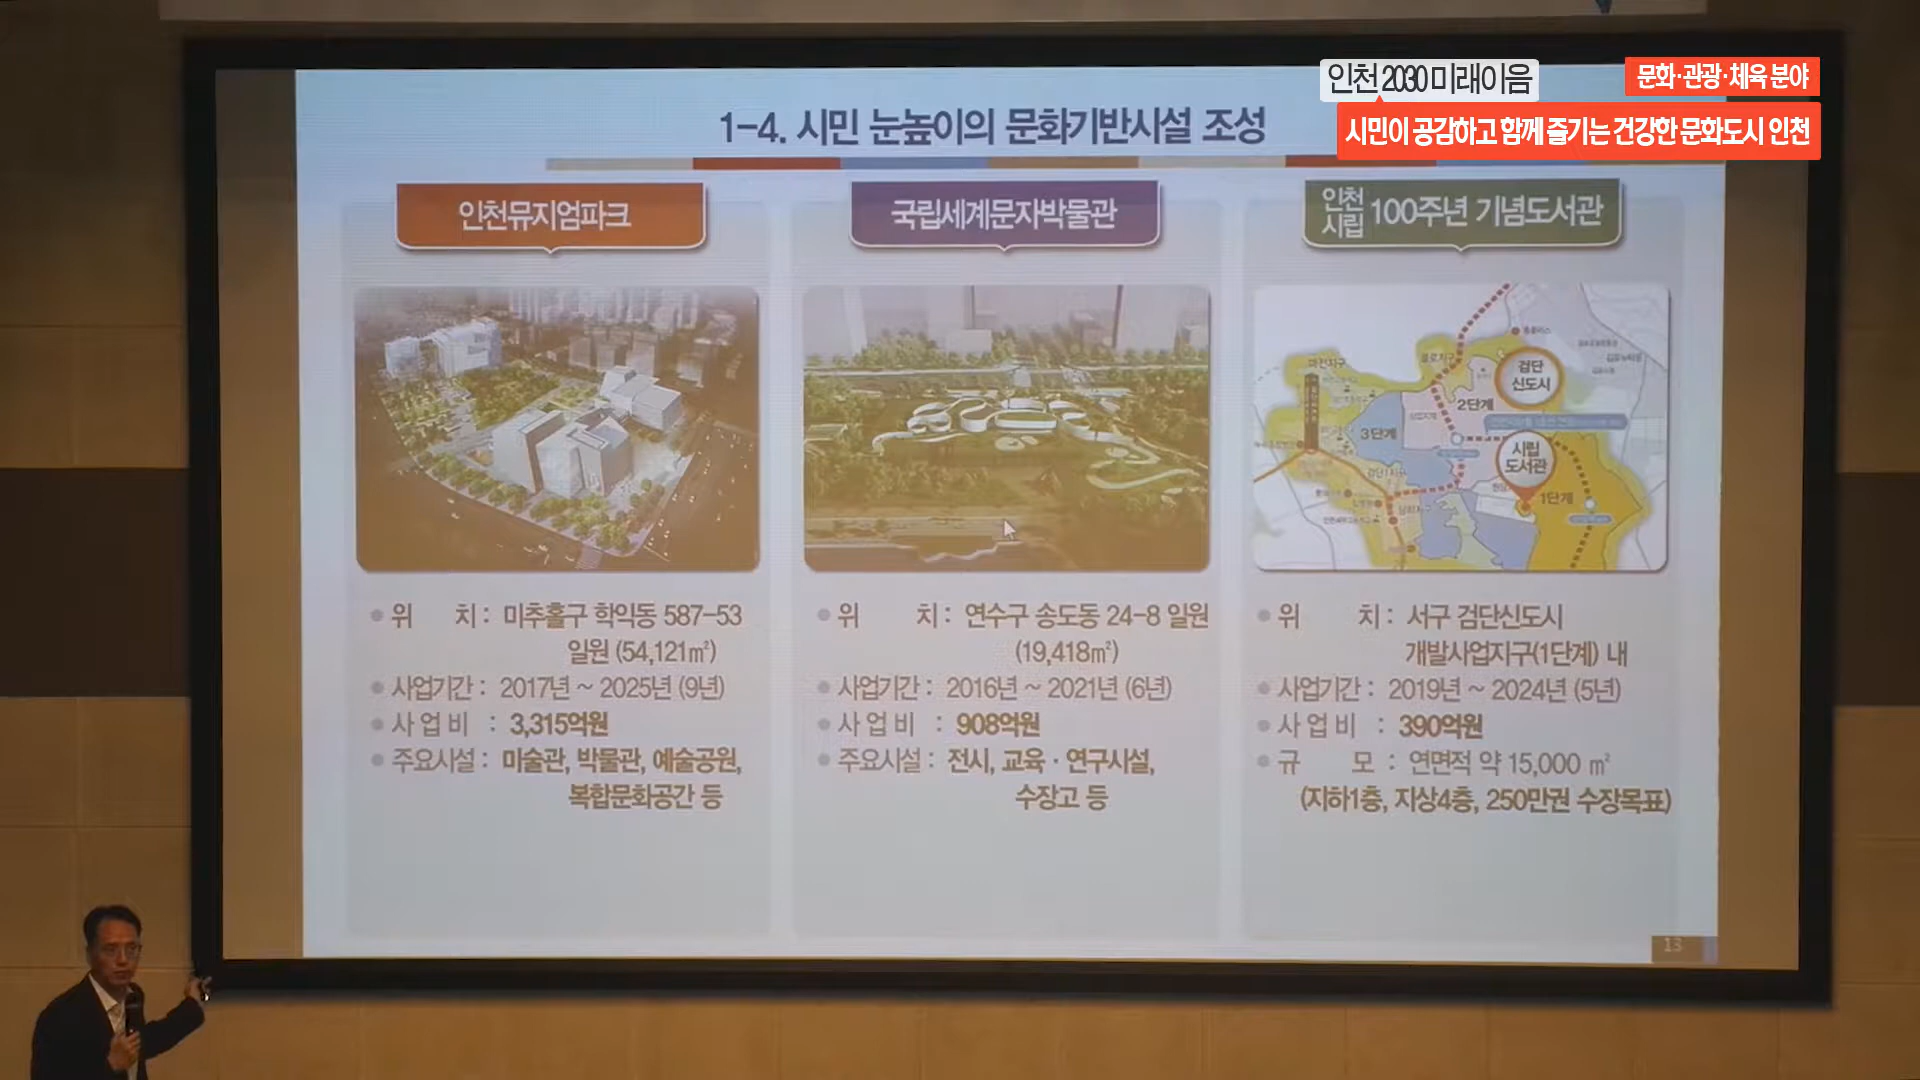 인천 2030 미래이음
문화·관광·체육 분야
시민이 공감하고 함께 즐기는 건강한 문화도시 인천
1-4. 시민 눈높이의 문화기반시설 조성
인천뮤지엄파크
위 치 : 미추홀구 학익동 587-53
일원 (54,121㎡)
사업기간 : 2017년 ~ 2025년 (9년)
사 업 비 : 3,315억원
주요시설 : 미술관, 박물관, 예술공원,
복합문화공간 등
국립세계문자박물관
위 치 : 연수구 송도동 24-8 일원
(19,418㎡)
사업기간 : 2016년 ~ 2021년 (6년)
사 업 비 : 908억원
주요시설 : 전시, 교육·연구시설,
수장고 등
인천
시립 100주년 기념도서관
검단
신도시
2단계
3단계
시립
도서관
1단계
위 치 : 서구 검단신도시
개발사업지구(1단계) 내
사업기간 : 2019년 ~ 2024년 (5년)
사 업 비 : 390억원
규 모 : 연면적 약 15,000 ㎡
(지하1층, 지상4층, 250만권 수장목표)
13